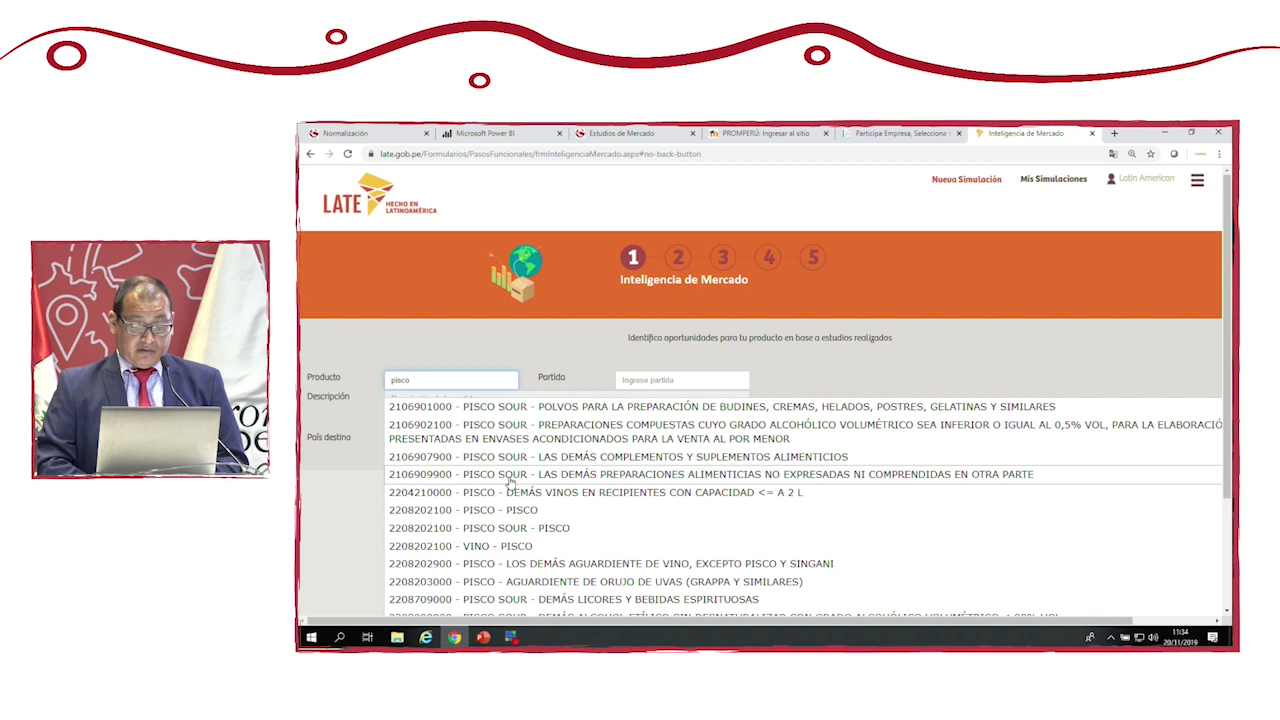 Normalización
Microsoft Power BI
Estudios de Mercado
PROMPERÚ: Ingresar al sitio
Participa Empresa, Selecciona
Inteligencia de Mercado
late.gob.pe/Formularios/PasosFuncionales/frmInteligenciaMercado.aspx#no-back-button
LATE HECHO EN LATINOAMÉRICA
Nueva Simulación
Mis Simulaciones
Latin American
1 2 3 4 5
Inteligencia de Mercado
Identifica oportunidades para tu producto en base a estudios realizados
Producto pisco Partida Ingrese partida
Descripción
País destino
2106901000 - PISCO SOUR - POLVOS PARA LA PREPARACIÓN DE BUDINES, CREMAS, HELADOS, POSTRES, GELATINAS Y SIMILARES
2106902100 - PISCO SOUR - PREPARACIONES COMPUESTAS CUYO GRADO ALCOHÓLICO VOLUMÉTRICO SEA INFERIOR O IGUAL AL 0,5% VOL, PARA LA ELABORACIÓ
PRESENTADAS EN ENVASES ACONDICIONADOS PARA LA VENTA AL POR MENOR
2106907900 - PISCO SOUR - LAS DEMÁS COMPLEMENTOS Y SUPLEMENTOS ALIMENTICIOS
2106909900 - PISCO SOUR - LAS DEMÁS PREPARACIONES ALIMENTICIAS NO EXPRESADAS NI COMPRENDIDAS EN OTRA PARTE
2204210000 - PISCO - DEMÁS VINOS EN RECIPIENTES CON CAPACIDAD <= A 2 L
2208202100 - PISCO - PISCO
2208202100 - PISCO SOUR - PISCO
2208202100 - VINO - PISCO
2208202900 - PISCO - LOS DEMÁS AGUARDIENTE DE VINO, EXCEPTO PISCO Y SINGANI
2208203000 - PISCO - AGUARDIENTE DE ORUJO DE UVAS (GRAPPA Y SIMILARES)
2208709000 - PISCO SOUR - DEMÁS LICORES Y BEBIDAS ESPIRITUOSAS
11:34
20/11/2019